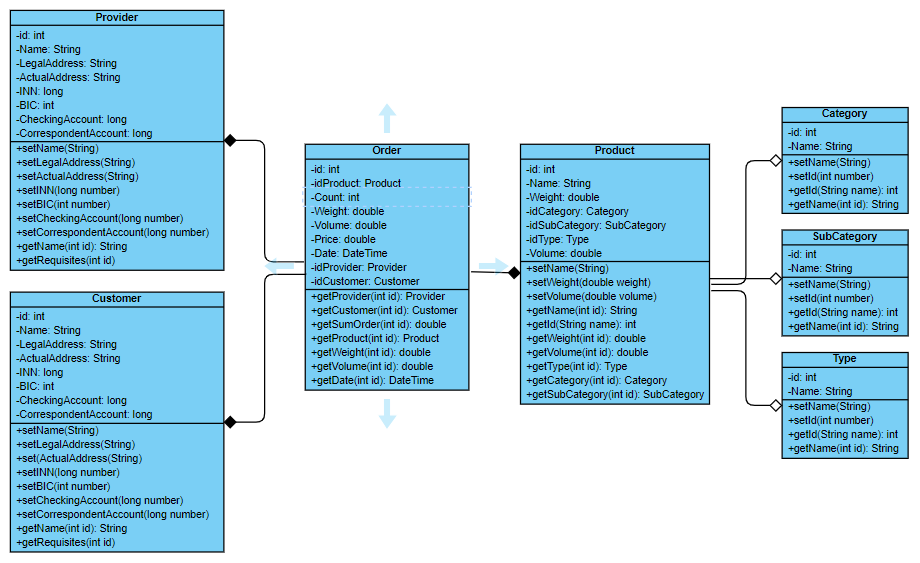 Provider
-id: int
-Name: String
-LegalAddress: String
-ActualAddress: String
-INN: long
-BIC: int
-CheckingAccount: long
-CorrespondentAccount: long
+setName(String)
+setLegalAddress(String)
+setActualAddress(String)
+setINN(long number)
+setBIC(int number)
+setCheckingAccount(long number)
+setCorrespondentAccount(long number)
+getName(int id): String
+getRequisites(int id)
Customer
-id: int
-Name: String
-LegalAddress: String
-ActualAddress: String
-INN: long
-BIC: int
-CheckingAccount: long
-CorrespondentAccount: long
+setName(String)
+setLegalAddress(String)
+set(ActualAddress(String)
+setINN(long number)
+setBIC(int number)
+setCheckingAccount(long number)
+setCorrespondentAccount(long number)
+getName(int id): String
+getRequisites(int id)
Order
-id: int
-idProduct: Product
-Count: int
-Weight: double
-Volume: double
-Price: double
-Date: DateTime
-idProvider: Provider
-idCustomer: Customer
+getProvider(int id): Provider
+getCustomer(int id): Customer
+getSumOrder(int id): double
+getProduct(int id): Product
+getWeight(int id): double
+getVolume(int id): double
+getDate(int id): DateTime
Product
-id: int
-Name: String
-Weight: double
-idCategory: Category
-idSubCategory: SubCategory
-idType: Type
-Volume: double
+setName(String)
+setWeight(double weight)
+setVolume(double volume)
+getName(int id): String
+getId(String name): int
+getWeight(int id): double
+getVolume(int id): double
+getType(int id): Type
+getCategory(int id): Category
+getSubCategory(int id): SubCategory
Category
-id: int
-Name: String
+setName(String)
+setId(int number)
+getId(String name): int
+getName(int id): String
SubCategory
-id: int
-Name: String
+setName(String)
+setId(int number)
+getId(String name): int
+getName(int id): String
Type
-id: int
-Name: String
+setName(String)
+setId(int number)
+getId(String name): int
+getName(int id): String